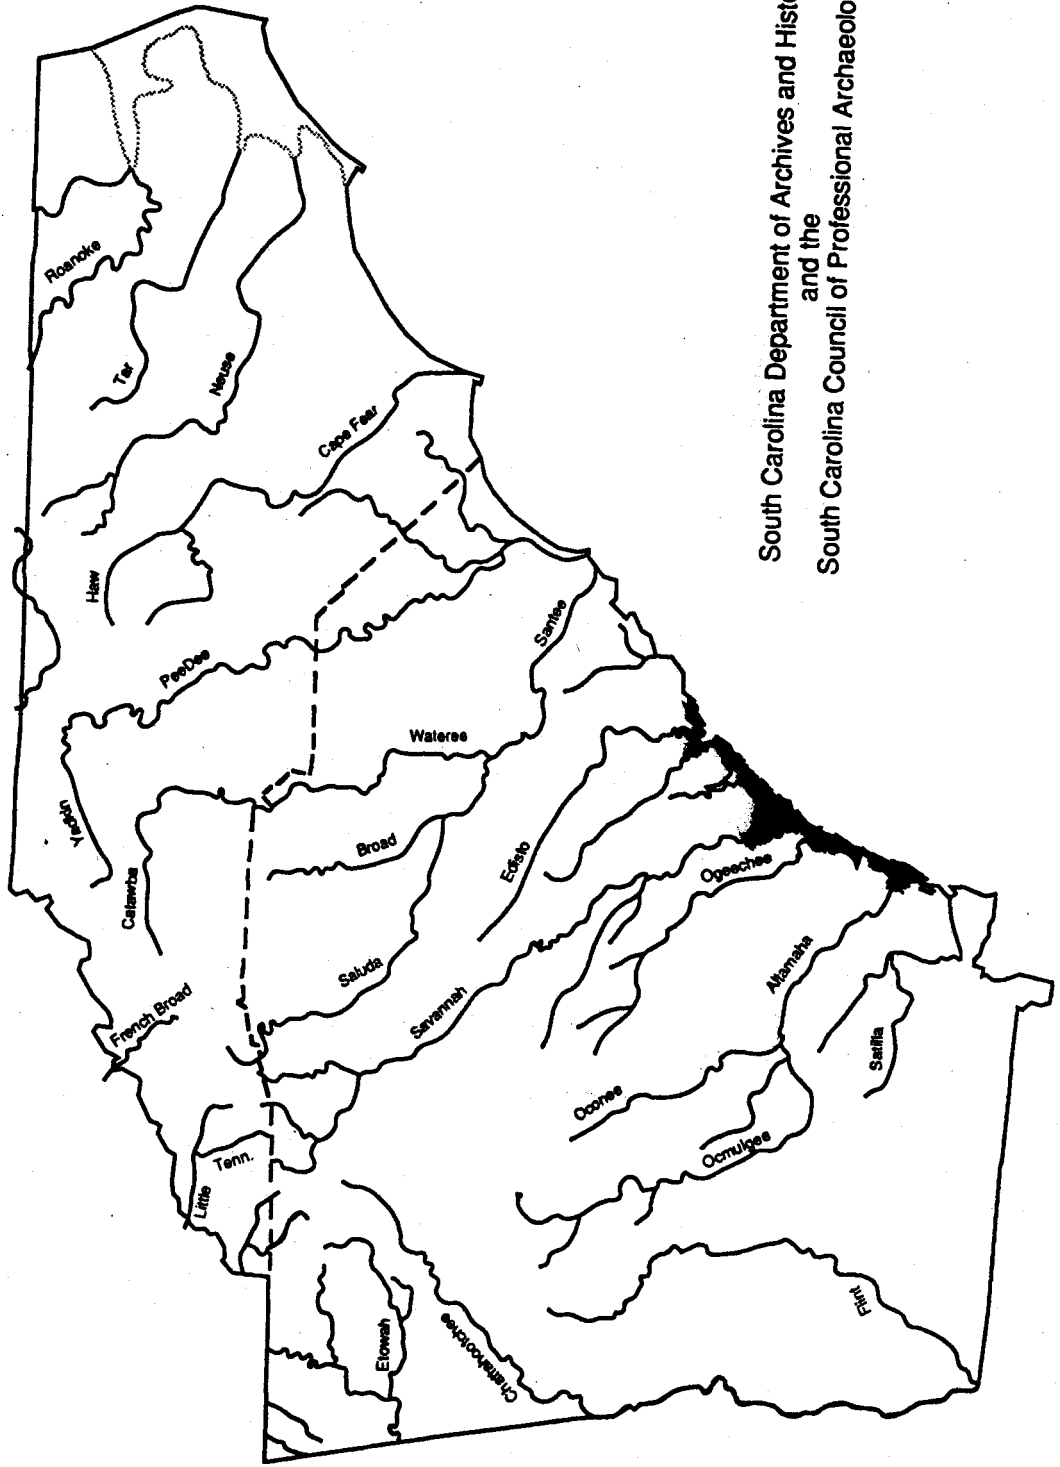 Roanoke
Tar
Neuse
Cape Fear
Haw
PeeDee
Yadkin
Santee
Wateree
Catawba
Broad
Edisto
French Broad
Saluda
Savannah
Ogeechee
Altamaha
Satilla
Little
Tenn.
Oconee
Ocmulgee
Etowah
Chattahootchee
Flint
South Carolina Department of Archives and Histo
and the
South Carolina Council of Professional Archaeolo